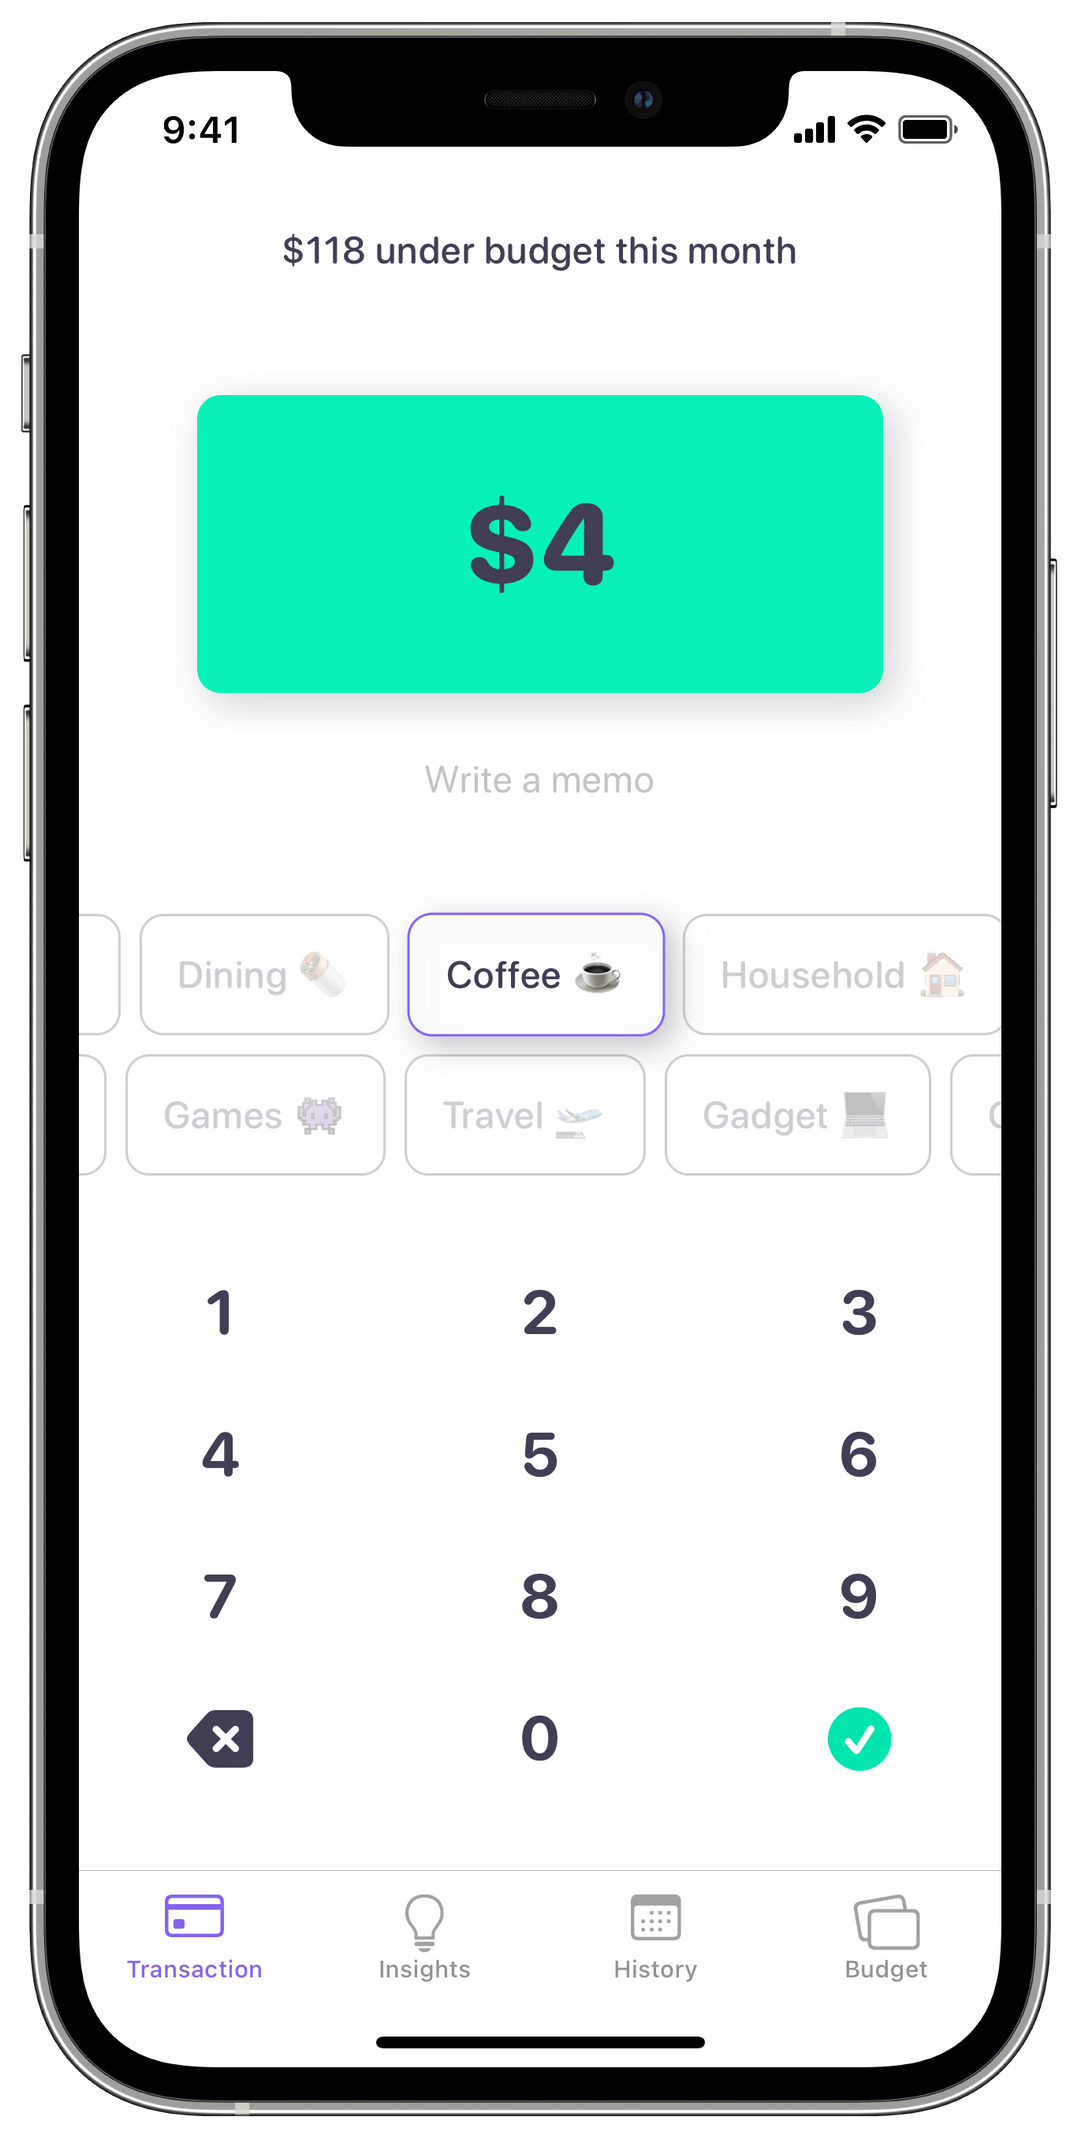 9:41
$118 under budget this month
$4
Write a memo
Dining Coffee Household
Games Travel Gadget
1 2 3
4 5 6
7 8 9
0
Transaction Insights History Budget